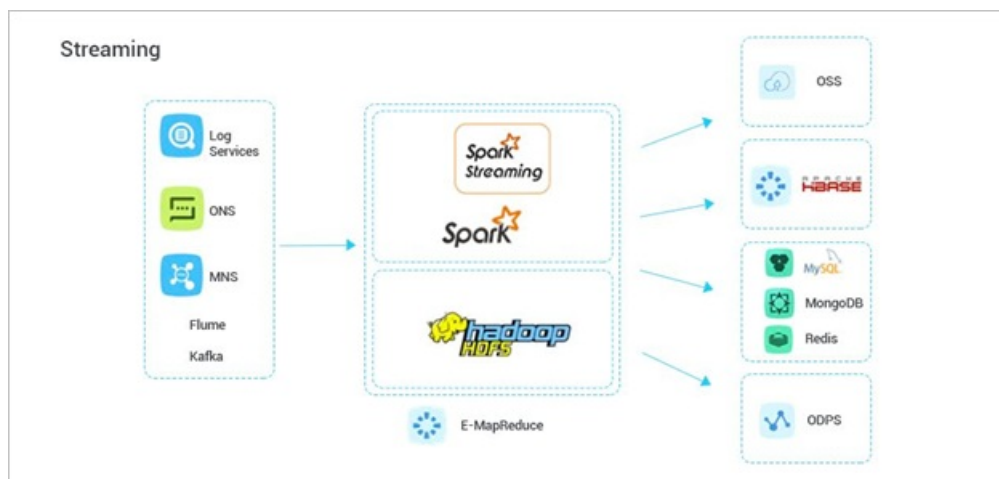 Streaming
Log
Services
ONS
MNS
Flume
Kafka
Spark
Streaming
Spark
hadoop
HDFS
E-MapReduce
OSS
APACHE
HBASE
MySQL
MongoDB
Redis
ODPS